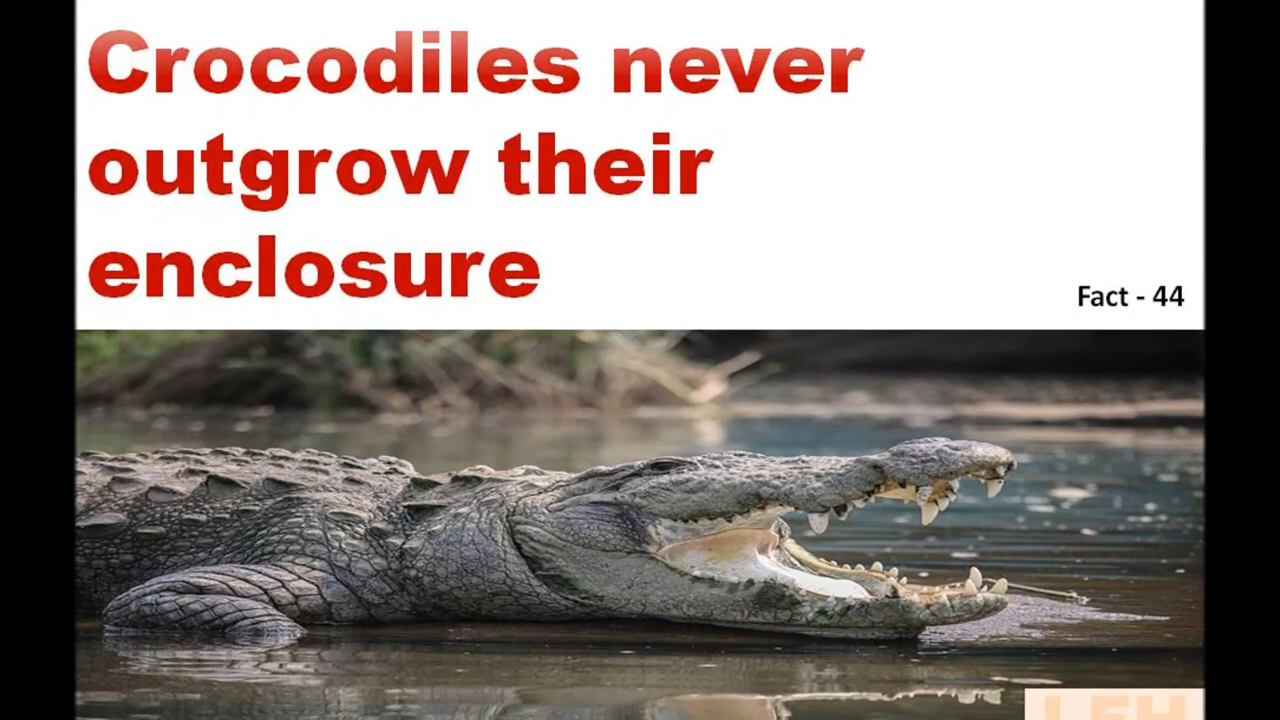 Crocodiles never
outgrow their
enclosure
Fact - 44